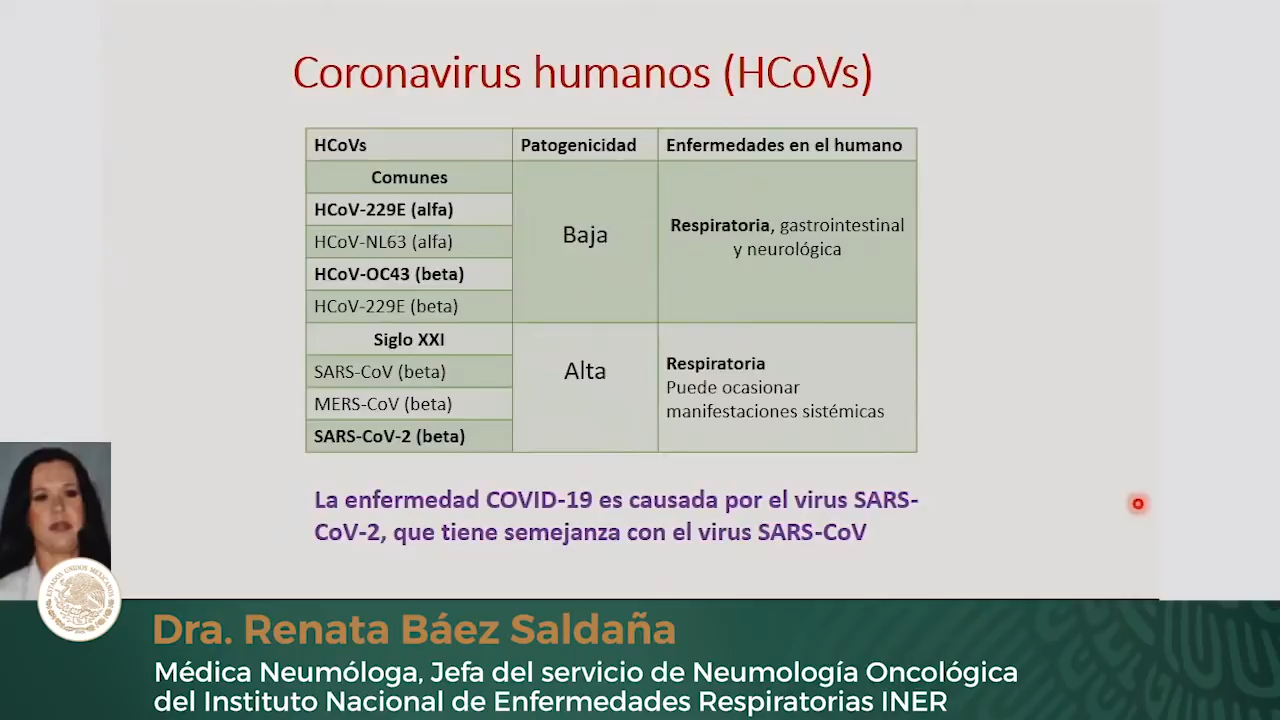 Coronavirus humanos (HCoVs)
HCoVs
Patogenicidad
Enfermedades en el humano
Comunes
HCoV-229E (alfa)
HCoV-NL63 (alfa)
HCoV-OC43 (beta)
HCoV-229E (beta)
Baja
Respiratoria, gastrointestinal
y neurológica
Siglo XXI
SARS-CoV (beta)
MERS-CoV (beta)
SARS-CoV-2 (beta)
Alta
Respiratoria
Puede ocasionar
manifestaciones sistémicas
La enfermedad COVID-19 es causada por el virus SARS-
CoV-2, que tiene semejanza con el virus SARS-CoV
ESTADOS UNIDOS MEXICANOS
Dra. Renata Báez Saldaña
Médica Neumóloga, Jefa del servicio de Neumología Oncológica
del Instituto Nacional de Enfermedades Respiratorias INER